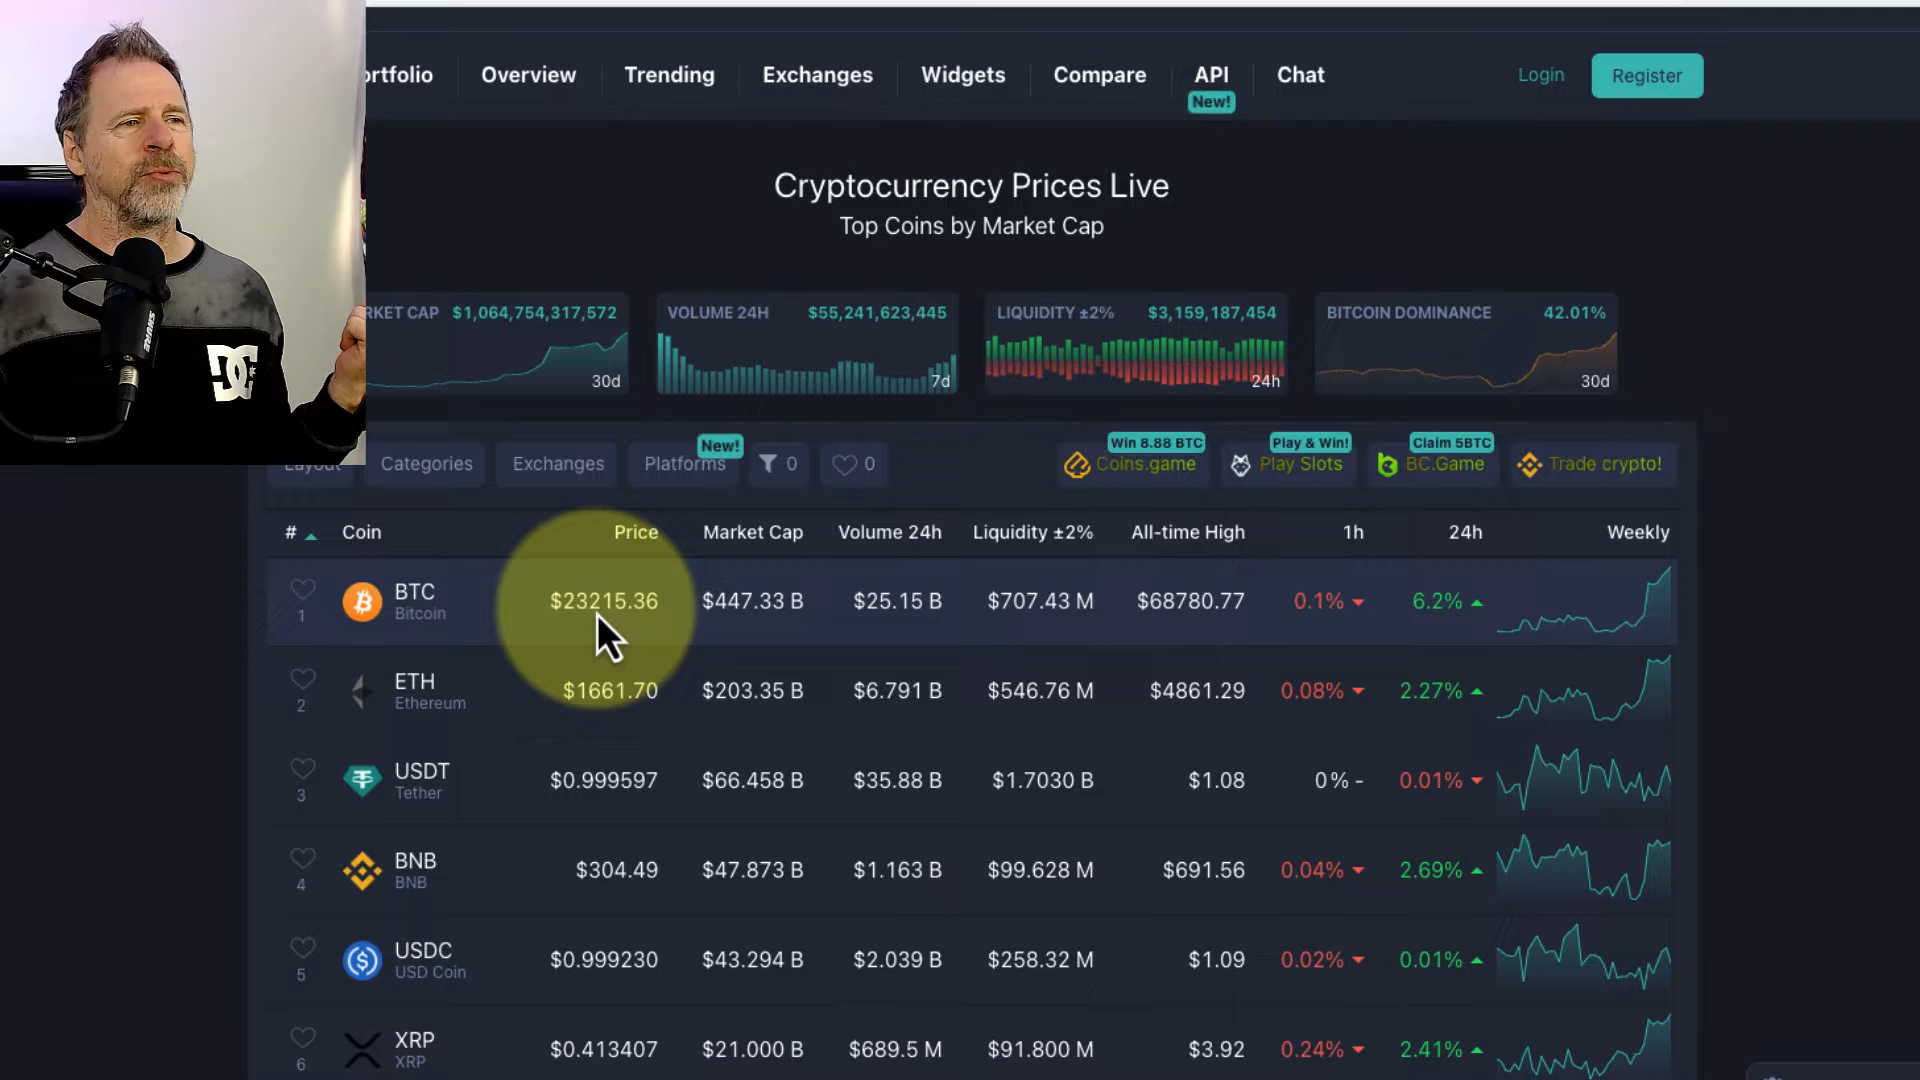 ortfolio Overview Trending Exchanges Widgets Compare API Chat Login Register
New!
Cryptocurrency Prices Live
Top Coins by Market Cap
RKET CAP $1,064,754,317,572 VOLUME 24H $55,241,623,445 LIQUIDITY ±2% $3,159,187,454 BITCOIN DOMINANCE 42.01%
30d 7d 24h 30d
SHURE
DC
New! Win 8.88 BTC Play & Win! Claim 5BTC
Layout Categories Exchanges Platforms 0 0 Coins.game Play Slots BC.Game Trade crypto!
# Coin Price Market Cap Volume 24h Liquidity ±2% All-time High 1h 24h Weekly
1 BTC Bitcoin $23215.36 $447.33 B $25.15 B $707.43 M $68780.77 0.1% 6.2%
2 ETH Ethereum $1661.70 $203.35 B $6.791 B $546.76 M $4861.29 0.08% 2.27%
3 USDT Tether $0.999597 $66.458 B $35.88 B $1.7030 B $1.08 0% - 0.01%
4 BNB BNB $304.49 $47.873 B $1.163 B $99.628 M $691.56 0.04% 2.69%
5 USDC USD Coin $0.999230 $43.294 B $2.039 B $258.32 M $1.09 0.02% 0.01%
6 XRP XRP $0.413407 $21.000 B $689.5 M $91.800 M $3.92 0.24% 2.41%